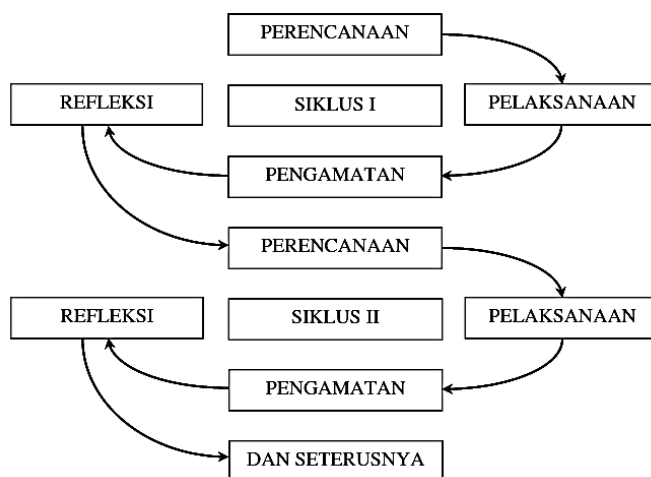 PERENCANAAN
REFLEKSI
SIKLUS I
PELAKSANAAN
PENGAMATAN
PERENCANAAN
REFLEKSI
SIKLUS II
PELAKSANAAN
PENGAMATAN
DAN SETERUSNYA